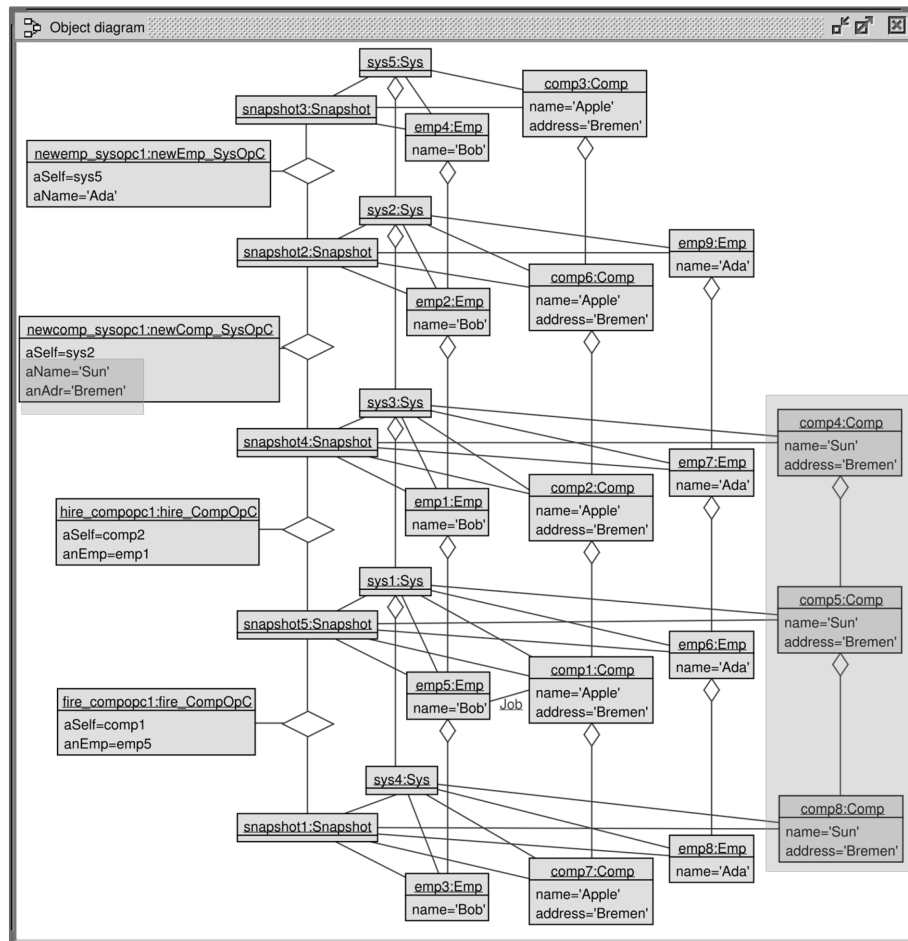 Object diagram
sys5:Sys
comp3:Comp
name='Apple'
address='Bremen'
snapshot3:Snapshot
emp4:Emp
name='Bob'
newemp_sysopc1:newEmp_SysOpC
aSelf=sys5
aName='Ada'
sys2:Sys
emp9:Emp
name='Ada'
snapshot2:Snapshot
comp6:Comp
name='Apple'
address='Bremen'
emp2:Emp
name='Bob'
newcomp_sysopc1:newComp_SysOpC
aSelf=sys2
aName='Sun'
anAdr='Bremen'
sys3:Sys
comp4:Comp
name='Sun'
address='Bremen'
snapshot4:Snapshot
emp7:Emp
name='Ada'
comp2:Comp
name='Apple'
address='Bremen'
emp1:Emp
name='Bob'
hire_compopc1:hire_CompOpC
aSelf=comp2
anEmp=emp1
sys1:Sys
comp5:Comp
name='Sun'
address='Bremen'
snapshot5:Snapshot
emp6:Emp
name='Ada'
comp1:Comp
name='Apple'
address='Bremen'
emp5:Emp
name='Bob'
Job
fire_compopc1:fire_CompOpC
aSelf=comp1
anEmp=emp5
sys4:Sys
comp8:Comp
name='Sun'
address='Bremen'
snapshot1:Snapshot
emp8:Emp
name='Ada'
comp7:Comp
name='Apple'
address='Bremen'
emp3:Emp
name='Bob'